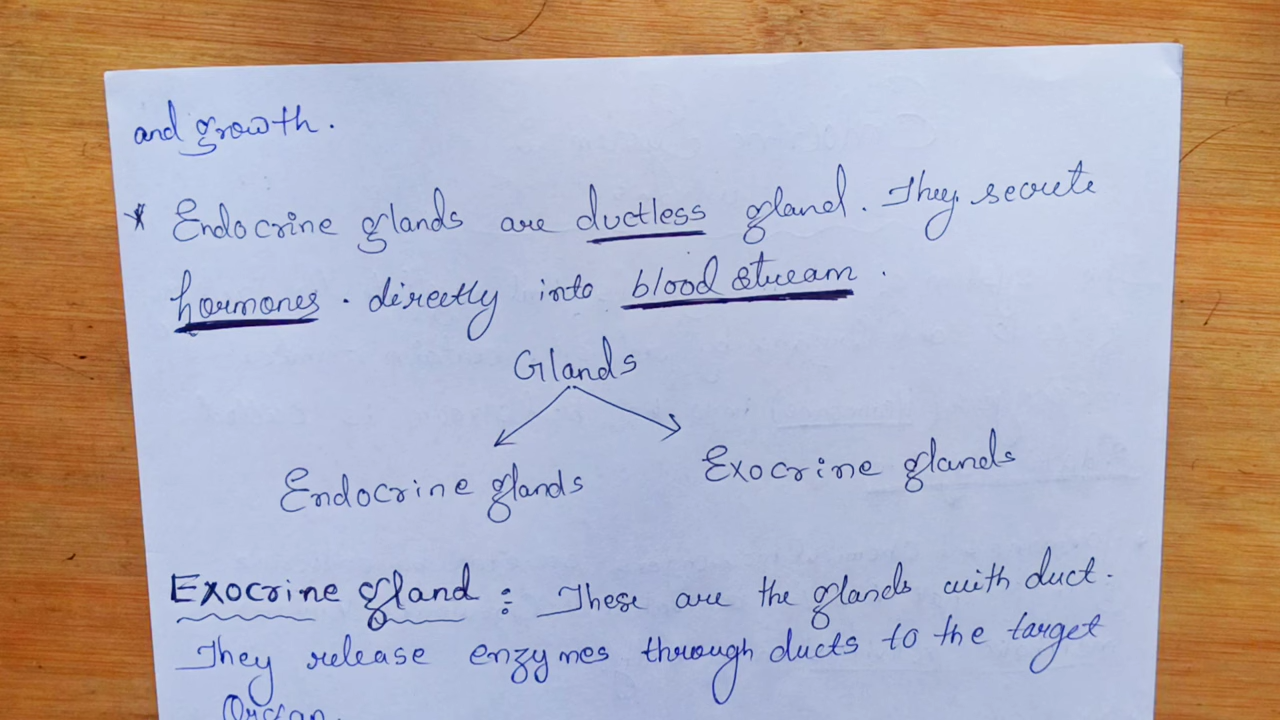 and growth.
* Endocrine glands are ductless gland. They secrete
hormones. directly into blood stream.
Glands
Endocrine glands Exocrine glands
Exocrine gland : These are the glands with duct.
They release enzymes through ducts to the target
Organ.